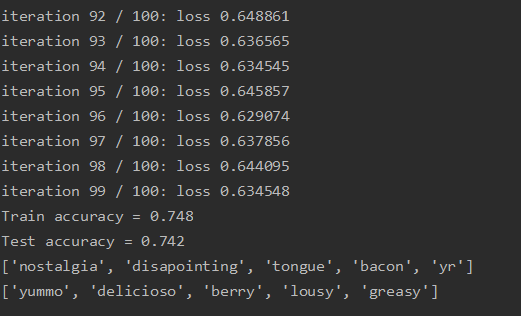 iteration 92 / 100: loss 0.648861
iteration 93 / 100: loss 0.636565
iteration 94 / 100: loss 0.634545
iteration 95 / 100: loss 0.645857
iteration 96 / 100: loss 0.629074
iteration 97 / 100: loss 0.637856
iteration 98 / 100: loss 0.644095
iteration 99 / 100: loss 0.634548
Train accuracy = 0.748
Test accuracy = 0.742
['nostalgia', 'disapointing', 'tongue', 'bacon', 'yr']
['yummo', 'delicioso', 'berry', 'lousy', 'greasy']